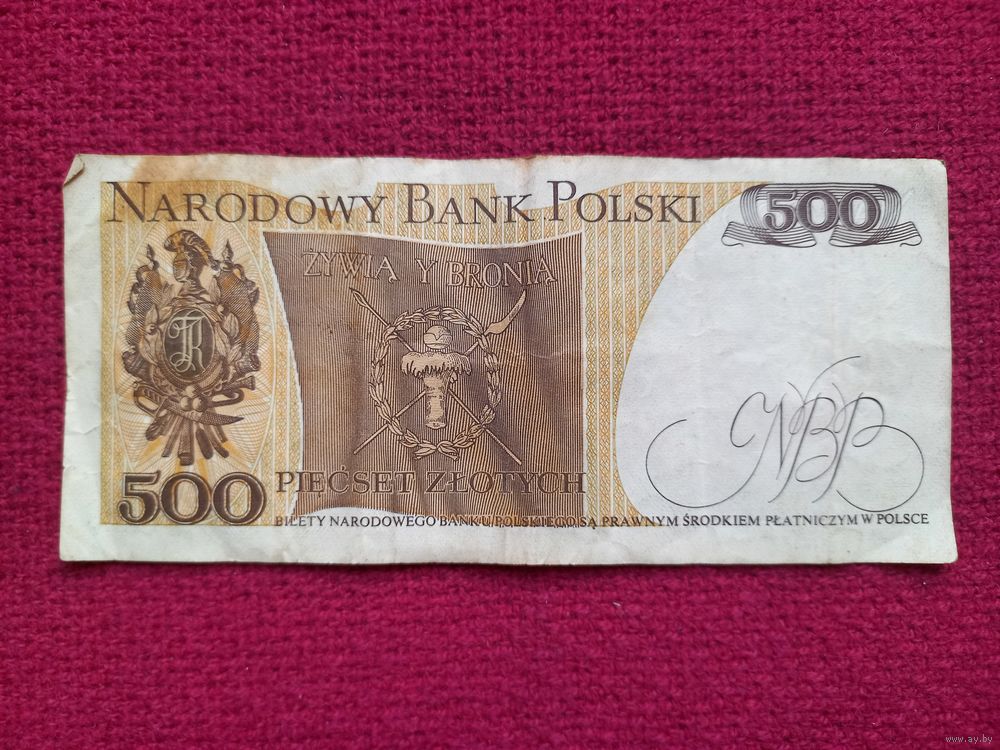 NARODOWY BANK POLSKI
500
ŻYWIĄ Y BRONIĄ
TK
NBP
500
PIĘĆSET ZŁOTYCH
BILETY NARODOWEGO BANKU POLSKIEGO SĄ PRAWNYM ŚRODKIEM PŁATNICZYM W POLSCE
www.ay.by